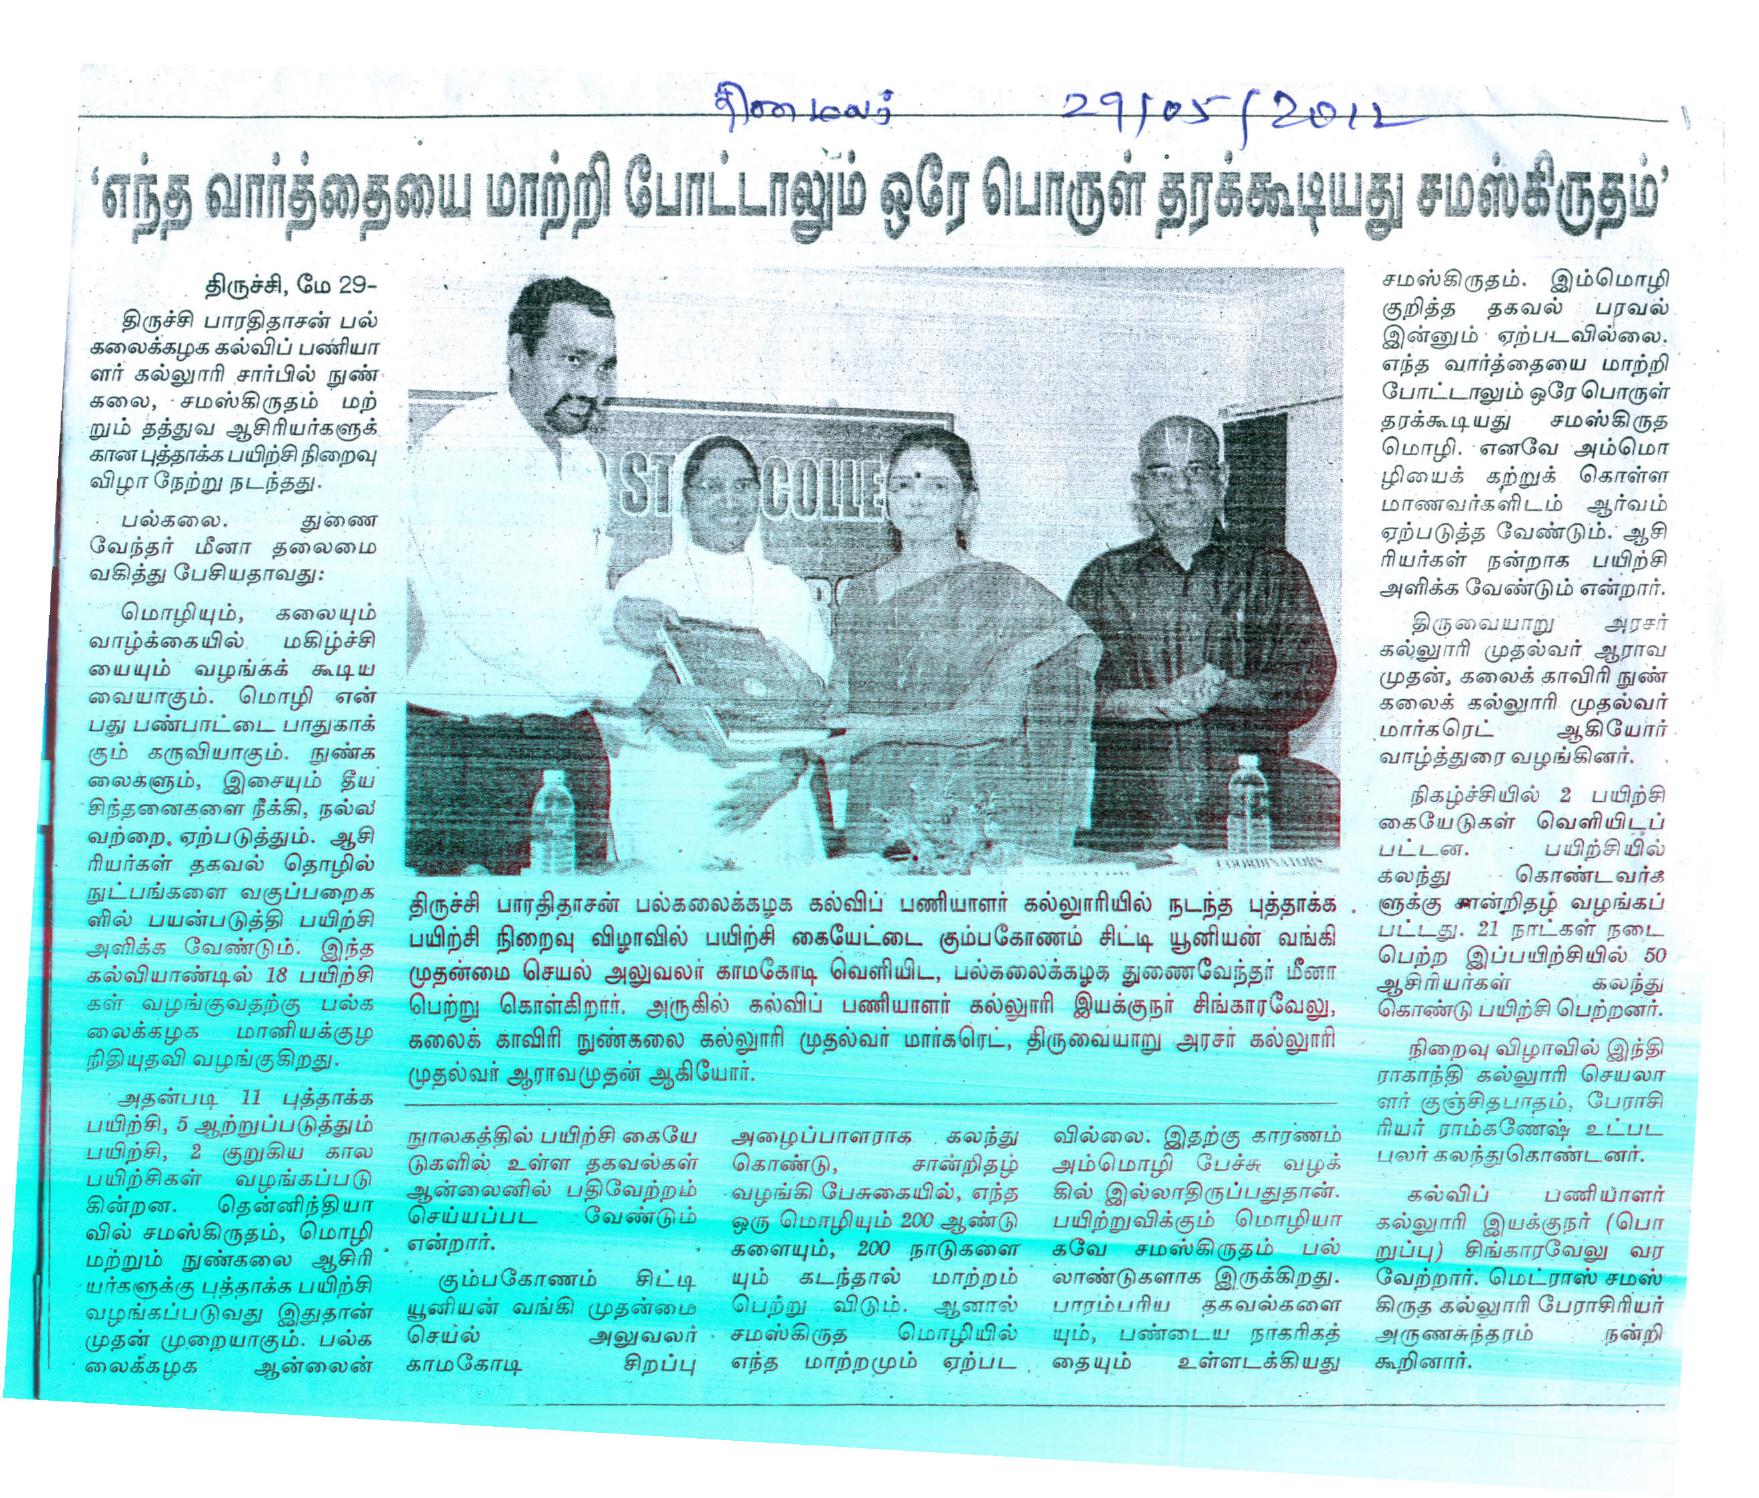 தினமலர் 29/05/2012
‘எந்த வார்த்தையை மாற்றி போட்டாலும் ஒரே பொருள் தரக்கூடியது சமஸ்கிருதம்’
திருச்சி, மே 29-
திருச்சி பாரதிதாசன் பல்
கலைக்கழக கல்விப் பணியா
ளர் கல்லூரி சார்பில் நுண்
கலை, சமஸ்கிருதம் மற்
றும் தத்துவ ஆசிரியர்களுக்
கான புத்தாக்க பயிற்சி நிறைவு
விழா நேற்று நடந்தது.
பல்கலை. துணை
வேந்தர் மீனா தலைமை
வகித்து பேசியதாவது:
மொழியும், கலையும்
வாழ்க்கையில் மகிழ்ச்சி
யையும் வழங்கக் கூடிய
வையாகும். மொழி என்
பது பண்பாட்டை பாதுகாக்
கும் கருவியாகும். நுண்க
லைகளும், இசையும் தீய
சிந்தனைகளை நீக்கி, நல்ல
வற்றை ஏற்படுத்தும். ஆசி
ரியர்கள் தகவல் தொழில்
நுட்பங்களை வகுப்பறைக
ளில் பயன்படுத்தி பயிற்சி
அளிக்க வேண்டும். இந்த
கல்வியாண்டில் 18 பயிற்சி
கள் வழங்குவதற்கு பல்க
லைக்கழக மானியக்குழு
நிதியுதவி வழங்குகிறது.
அதன்படி 11 புத்தாக்க
பயிற்சி, 5 ஆற்றுப்படுத்தும்
பயிற்சி, 2 குறுகிய கால
பயிற்சிகள் வழங்கப்படு
கின்றன. தென்னிந்தியா
வில் சமஸ்கிருதம், மொழி
மற்றும் நுண்கலை ஆசிரி
யர்களுக்கு புத்தாக்க பயிற்சி
வழங்கப்படுவது இதுதான்
முதன் முறையாகும். பல்க
லைக்கழக ஆன்லைன்
COLLE
COORDINATORS
திருச்சி பாரதிதாசன் பல்கலைக்கழக கல்விப் பணியாளர் கல்லூரியில் நடந்த புத்தாக்க
பயிற்சி நிறைவு விழாவில் பயிற்சி கையேட்டை கும்பகோணம் சிட்டி யூனியன் வங்கி
முதன்மை செயல் அலுவலர் காமகோடி வெளியிட, பல்கலைக்கழக துணைவேந்தர் மீனா
பெற்று கொள்கிறார். அருகில் கல்விப் பணியாளர் கல்லூரி இயக்குநர் சிங்காரவேலு,
கலைக் காவிரி நுண்கலை கல்லூரி முதல்வர் மார்கரெட், திருவையாறு அரசர் கல்லூரி
முதல்வர் ஆராவமுதன் ஆகியோர்.
நூலகத்தில் பயிற்சி கையே
டுகளில் உள்ள தகவல்கள்
ஆன்லைனில் பதிவேற்றம்
செய்யப்பட வேண்டும்
என்றார்.
கும்பகோணம் சிட்டி
யூனியன் வங்கி முதன்மை
செயல் அலுவலர்
காமகோடி சிறப்பு
அழைப்பாளராக கலந்து
கொண்டு, சான்றிதழ்
வழங்கி பேசுகையில், எந்த
ஒரு மொழியும் 200 ஆண்டு
களையும், 200 நாடுகளை
யும் கடந்தால் மாற்றம்
பெற்று விடும். ஆனால்
சமஸ்கிருத மொழியில்
எந்த மாற்றமும் ஏற்பட
வில்லை. இதற்கு காரணம்
அம்மொழி பேச்சு வழக்
கில் இல்லாதிருப்பதுதான்.
பயிற்றுவிக்கும் மொழியா
கவே சமஸ்கிருதம் பல்
லாண்டுகளாக இருக்கிறது.
பாரம்பரிய தகவல்களை
யும், பண்டைய நாகரிகத்
தையும் உள்ளடக்கியது
சமஸ்கிருதம். இம்மொழி
குறித்த தகவல் பரவல்
இன்னும் ஏற்படவில்லை.
எந்த வார்த்தையை மாற்றி
போட்டாலும் ஒரே பொருள்
தரக்கூடியது சமஸ்கிருத
மொழி. எனவே அம்மொ
ழியைக் கற்றுக் கொள்ள
மாணவர்களிடம் ஆர்வம்
ஏற்படுத்த வேண்டும். ஆசி
ரியர்கள் நன்றாக பயிற்சி
அளிக்க வேண்டும் என்றார்.
திருவையாறு அரசர்
கல்லூரி முதல்வர் ஆராவ
முதன், கலைக் காவிரி நுண்
கலைக் கல்லூரி முதல்வர்
மார்கரெட் ஆகியோர்
வாழ்த்துரை வழங்கினர்.
நிகழ்ச்சியில் 2 பயிற்சி
கையேடுகள் வெளியிடப்
பட்டன. பயிற்சியில்
கலந்து கொண்டவர்க
ளுக்கு சான்றிதழ் வழங்கப்
பட்டது. 21 நாட்கள் நடை
பெற்ற இப்பயிற்சியில் 50
ஆசிரியர்கள் கலந்து
கொண்டு பயிற்சி பெற்றனர்.
நிறைவு விழாவில் இந்தி
ராகாந்தி கல்லூரி செயலா
ளர் குஞ்சிதபாதம், பேராசி
ரியர் ராம்கணேஷ் உட்பட
பலர் கலந்துகொண்டனர்.
கல்விப் பணியாளர்
கல்லூரி இயக்குநர் (பொ
றுப்பு) சிங்காரவேலு வர
வேற்றார். மெட்ராஸ் சமஸ்
கிருத கல்லூரி பேராசிரியர்
அருணசுந்தரம் நன்றி
கூறினார்.